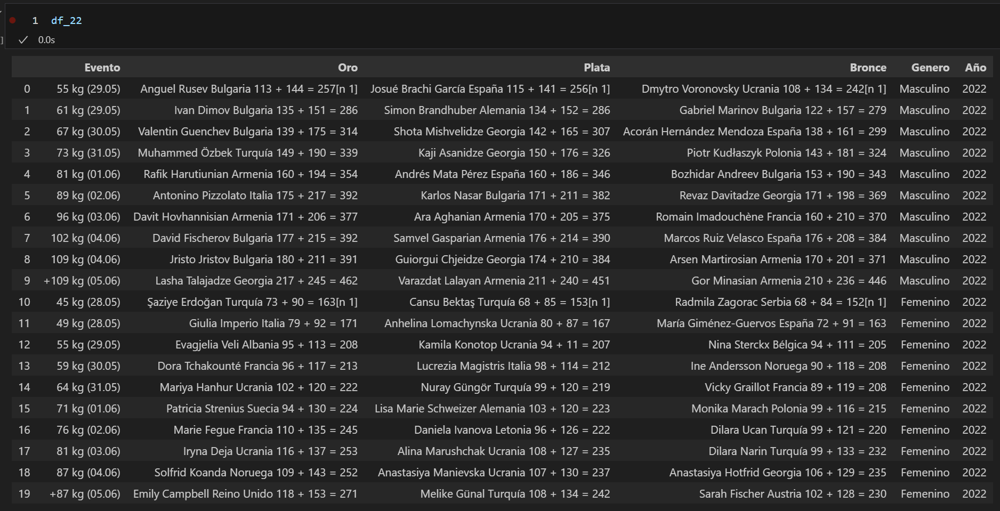 1 df_22
] ✓ 0.0s
Evento Oro Plata Bronce Genero Año
0 55 kg (29.05) Anguel Rusev Bulgaria 113 + 144 = 257[n 1] Josué Brachi García España 115 + 141 = 256[n 1] Dmytro Voronovsky Ucrania 108 + 134 = 242[n 1] Masculino 2022
1 61 kg (29.05) Ivan Dimov Bulgaria 135 + 151 = 286 Simon Brandhuber Alemania 134 + 152 = 286 Gabriel Marinov Bulgaria 122 + 157 = 279 Masculino 2022
2 67 kg (30.05) Valentin Guenchev Bulgaria 139 + 175 = 314 Shota Mishvelidze Georgia 142 + 165 = 307 Acorán Hernández Mendoza España 138 + 161 = 299 Masculino 2022
3 73 kg (31.05) Muhammed Özbek Turquía 149 + 190 = 339 Kaji Asanidze Georgia 150 + 176 = 326 Piotr Kudłaszyk Polonia 143 + 181 = 324 Masculino 2022
4 81 kg (01.06) Rafik Harutiunian Armenia 160 + 194 = 354 Andrés Mata Pérez España 160 + 186 = 346 Bozhidar Andreev Bulgaria 153 + 190 = 343 Masculino 2022
5 89 kg (02.06) Antonino Pizzolato Italia 175 + 217 = 392 Karlos Nasar Bulgaria 171 + 211 = 382 Revaz Davitadze Georgia 171 + 198 = 369 Masculino 2022
6 96 kg (03.06) Davit Hovhannisian Armenia 171 + 206 = 377 Ara Aghanian Armenia 170 + 205 = 375 Romain Imadouchène Francia 160 + 210 = 370 Masculino 2022
7 102 kg (04.06) David Fischerov Bulgaria 177 + 215 = 392 Samvel Gasparian Armenia 176 + 214 = 390 Marcos Ruiz Velasco España 176 + 208 = 384 Masculino 2022
8 109 kg (04.06) Jristo Jristov Bulgaria 180 + 211 = 391 Guiorgui Chjeidze Georgia 174 + 210 = 384 Arsen Martirosian Armenia 170 + 201 = 371 Masculino 2022
9 +109 kg (05.06) Lasha Talajadze Georgia 217 + 245 = 462 Varazdat Lalayan Armenia 211 + 240 = 451 Gor Minasian Armenia 210 + 236 = 446 Masculino 2022
10 45 kg (28.05) Şaziye Erdoğan Turquía 73 + 90 = 163[n 1] Cansu Bektaş Turquía 68 + 85 = 153[n 1] Radmila Zagorac Serbia 68 + 84 = 152[n 1] Femenino 2022
11 49 kg (28.05) Giulia Imperio Italia 79 + 92 = 171 Anhelina Lomachynska Ucrania 80 + 87 = 167 María Giménez-Guervos España 72 + 91 = 163 Femenino 2022
12 55 kg (29.05) Evagjelia Veli Albania 95 + 113 = 208 Kamila Konotop Ucrania 94 + 11 = 207 Nina Sterckx Bélgica 94 + 111 = 205 Femenino 2022
13 59 kg (30.05) Dora Tchakounté Francia 96 + 117 = 213 Lucrezia Magistris Italia 98 + 114 = 212 Ine Andersson Noruega 90 + 118 = 208 Femenino 2022
14 64 kg (31.05) Mariya Hanhur Ucrania 102 + 120 = 222 Nuray Güngör Turquía 99 + 120 = 219 Vicky Graillot Francia 89 + 119 = 208 Femenino 2022
15 71 kg (01.06) Patricia Strenius Suecia 94 + 130 = 224 Lisa Marie Schweizer Alemania 103 + 120 = 223 Monika Marach Polonia 99 + 116 = 215 Femenino 2022
16 76 kg (02.06) Marie Fegue Francia 110 + 135 = 245 Daniela Ivanova Letonia 96 + 126 = 222 Dilara Ucan Turquía 99 + 121 = 220 Femenino 2022
17 81 kg (03.06) Iryna Deja Ucrania 116 + 137 = 253 Alina Marushchak Ucrania 108 + 127 = 235 Dilara Narin Turquía 99 + 133 = 232 Femenino 2022
18 87 kg (04.06) Solfrid Koanda Noruega 109 + 143 = 252 Anastasiya Manievska Ucrania 107 + 130 = 237 Anastasiya Hotfrid Georgia 106 + 129 = 235 Femenino 2022
19 +87 kg (05.06) Emily Campbell Reino Unido 118 + 153 = 271 Melike Günal Turquía 108 + 134 = 242 Sarah Fischer Austria 102 + 128 = 230 Femenino 2022